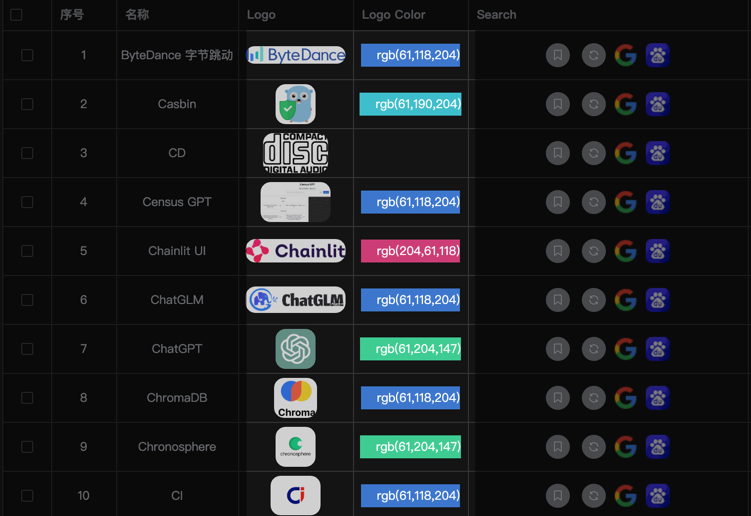 序号 名称 Logo Logo Color Search
1 ByteDance 字节跳动 ByteDance rgb(61,118,204)
2 Casbin rgb(61,190,204)
3 CD COMPACT
disc
DIGITAL AUDIO
4 Census GPT Census GPT rgb(61,118,204)
5 Chainlit UI Chainlit rgb(204,61,118)
6 ChatGLM ChatGLM rgb(61,118,204)
7 ChatGPT rgb(61,204,147)
8 ChromaDB Chroma rgb(61,118,204)
9 Chronosphere chronosphere rgb(61,204,147)
10 CI Ci rgb(61,118,204)